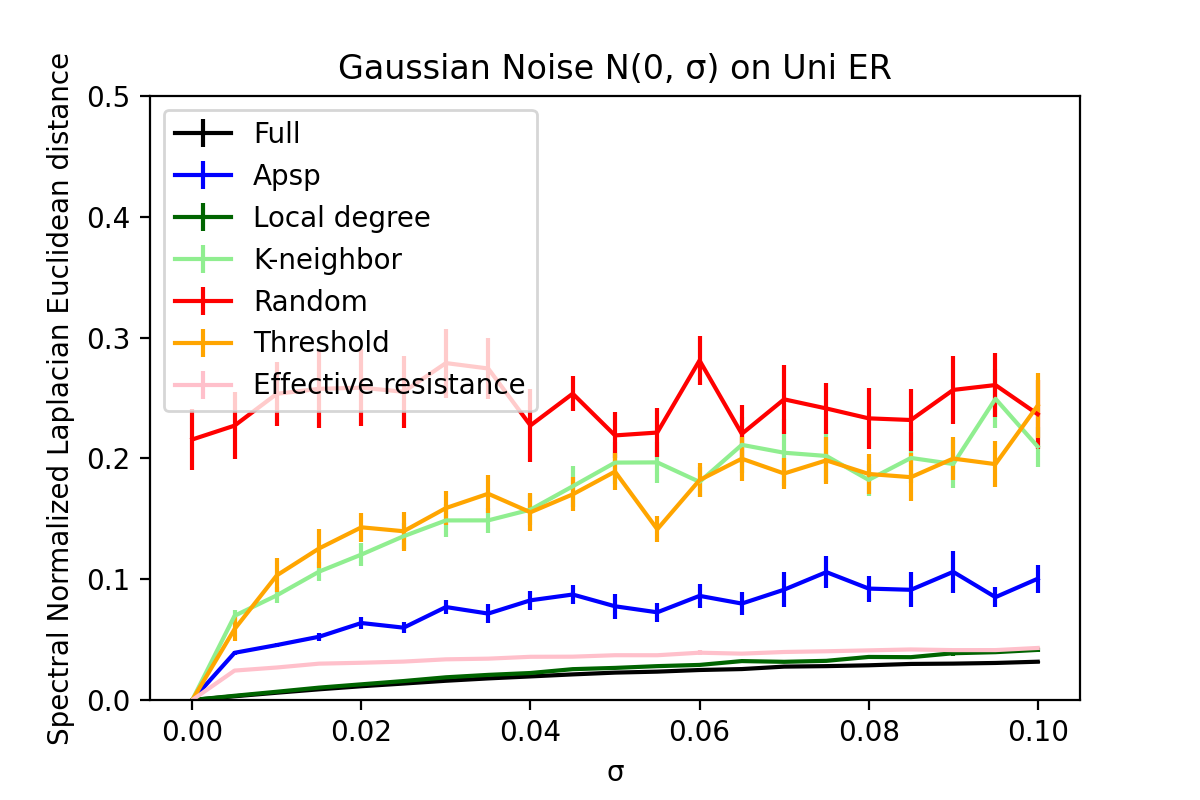 Gaussian Noise N(0, σ) on Uni ER
Spectral Normalized Laplacian Euclidean distance
0.5
0.4
0.3
0.2
0.1
0.0
Full
Apsp
Local degree
K-neighbor
Random
Threshold
Effective resistance
0.00 0.02 0.04 0.06 0.08 0.10
σ